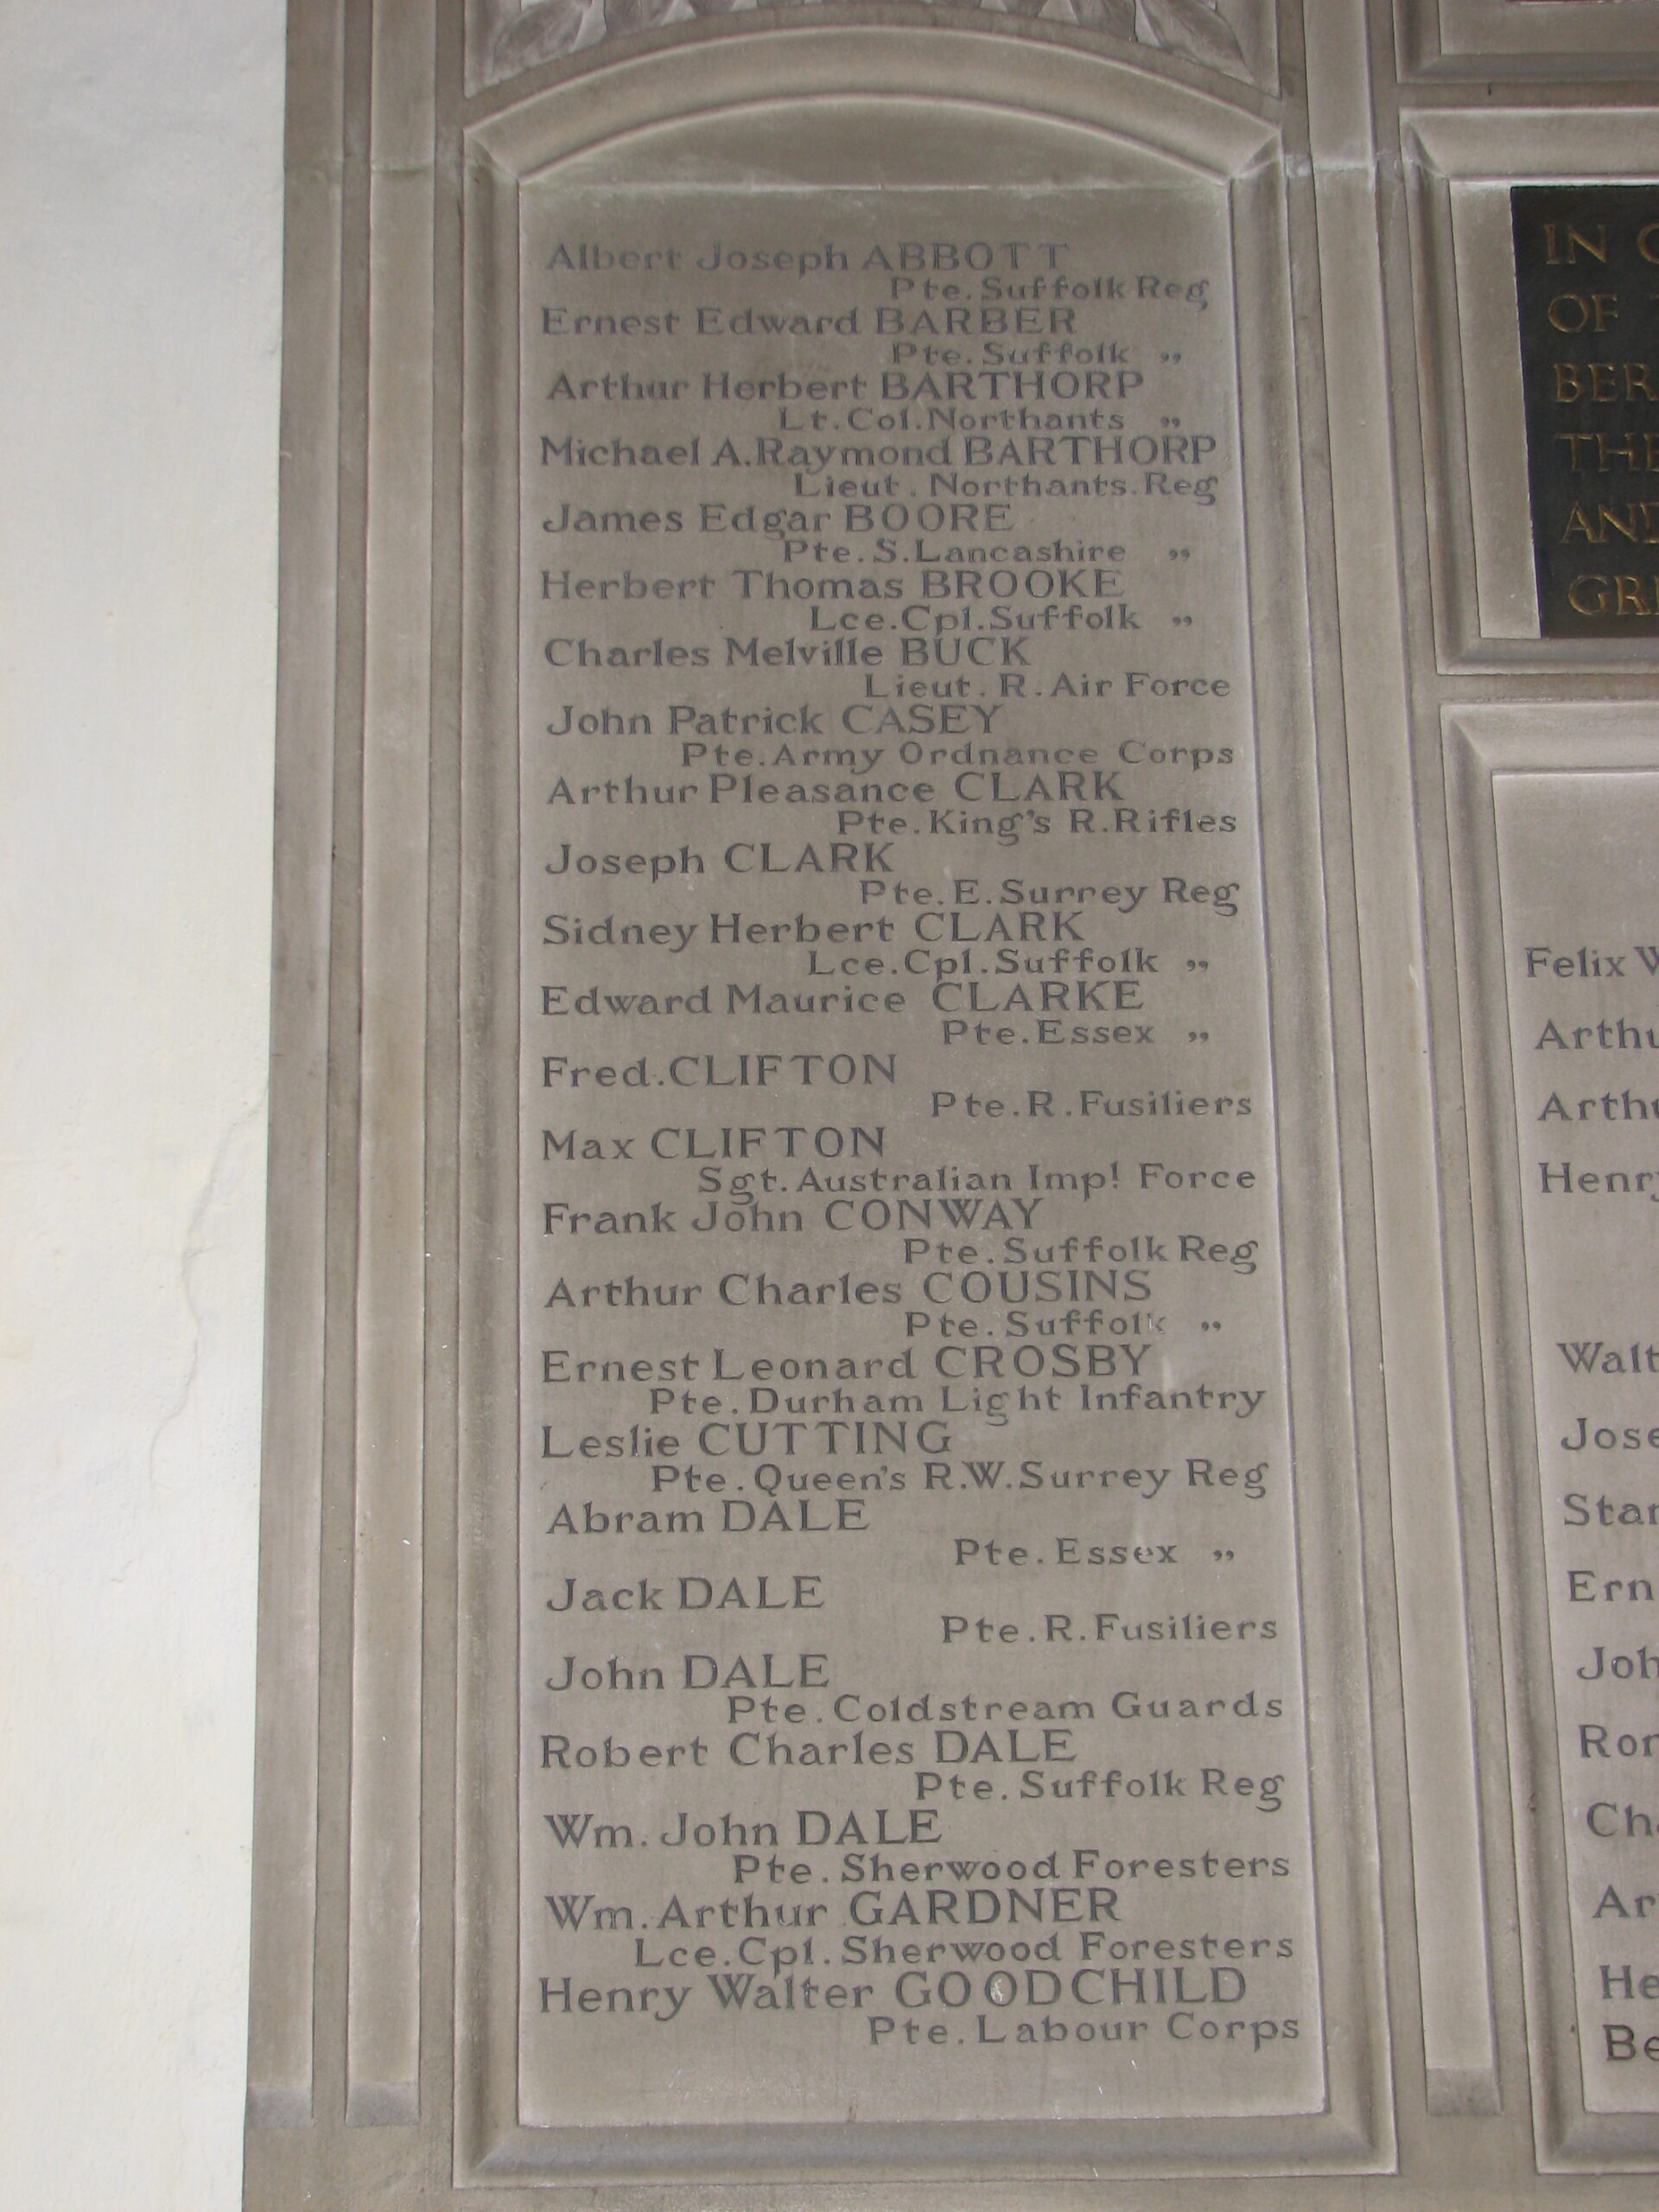 Albert Joseph ABBOTT
Pte. Suffolk Reg
Ernest Edward BARBER
Pte. Suffolk „
Arthur Herbert BARTHORP
Lt. Col. Northants „
Michael A. Raymond BARTHORP
Lieut. Northants. Reg
James Edgar BOORE
Pte. S. Lancashire „
Herbert Thomas BROOKE
Lce. Cpl. Suffolk „
Charles Melville BUCK
Lieut. R. Air Force
John Patrick CASEY
Pte. Army Ordnance Corps
Arthur Pleasance CLARK
Pte. King's R. Rifles
Joseph CLARK
Pte. E. Surrey Reg
Sidney Herbert CLARK
Lce. Cpl. Suffolk „
Edward Maurice CLARKE
Pte. Essex „
Fred. CLIFTON
Pte. R. Fusiliers
Max CLIFTON
Sgt. Australian Impl Force
Frank John CONWAY
Pte. Suffolk Reg
Arthur Charles COUSINS
Pte. Suffolk „
Ernest Leonard CROSBY
Pte. Durham Light Infantry
Leslie CUTTING
Pte. Queen's R.W. Surrey Reg
Abram DALE
Pte. Essex „
Jack DALE
Pte. R. Fusiliers
John DALE
Pte. Coldstream Guards
Robert Charles DALE
Pte. Suffolk Reg
Wm. John DALE
Pte. Sherwood Foresters
Wm. Arthur GARDNER
Lce. Cpl. Sherwood Foresters
Henry Walter GOODCHILD
Pte. Labour Corps
IN
OF
Felix